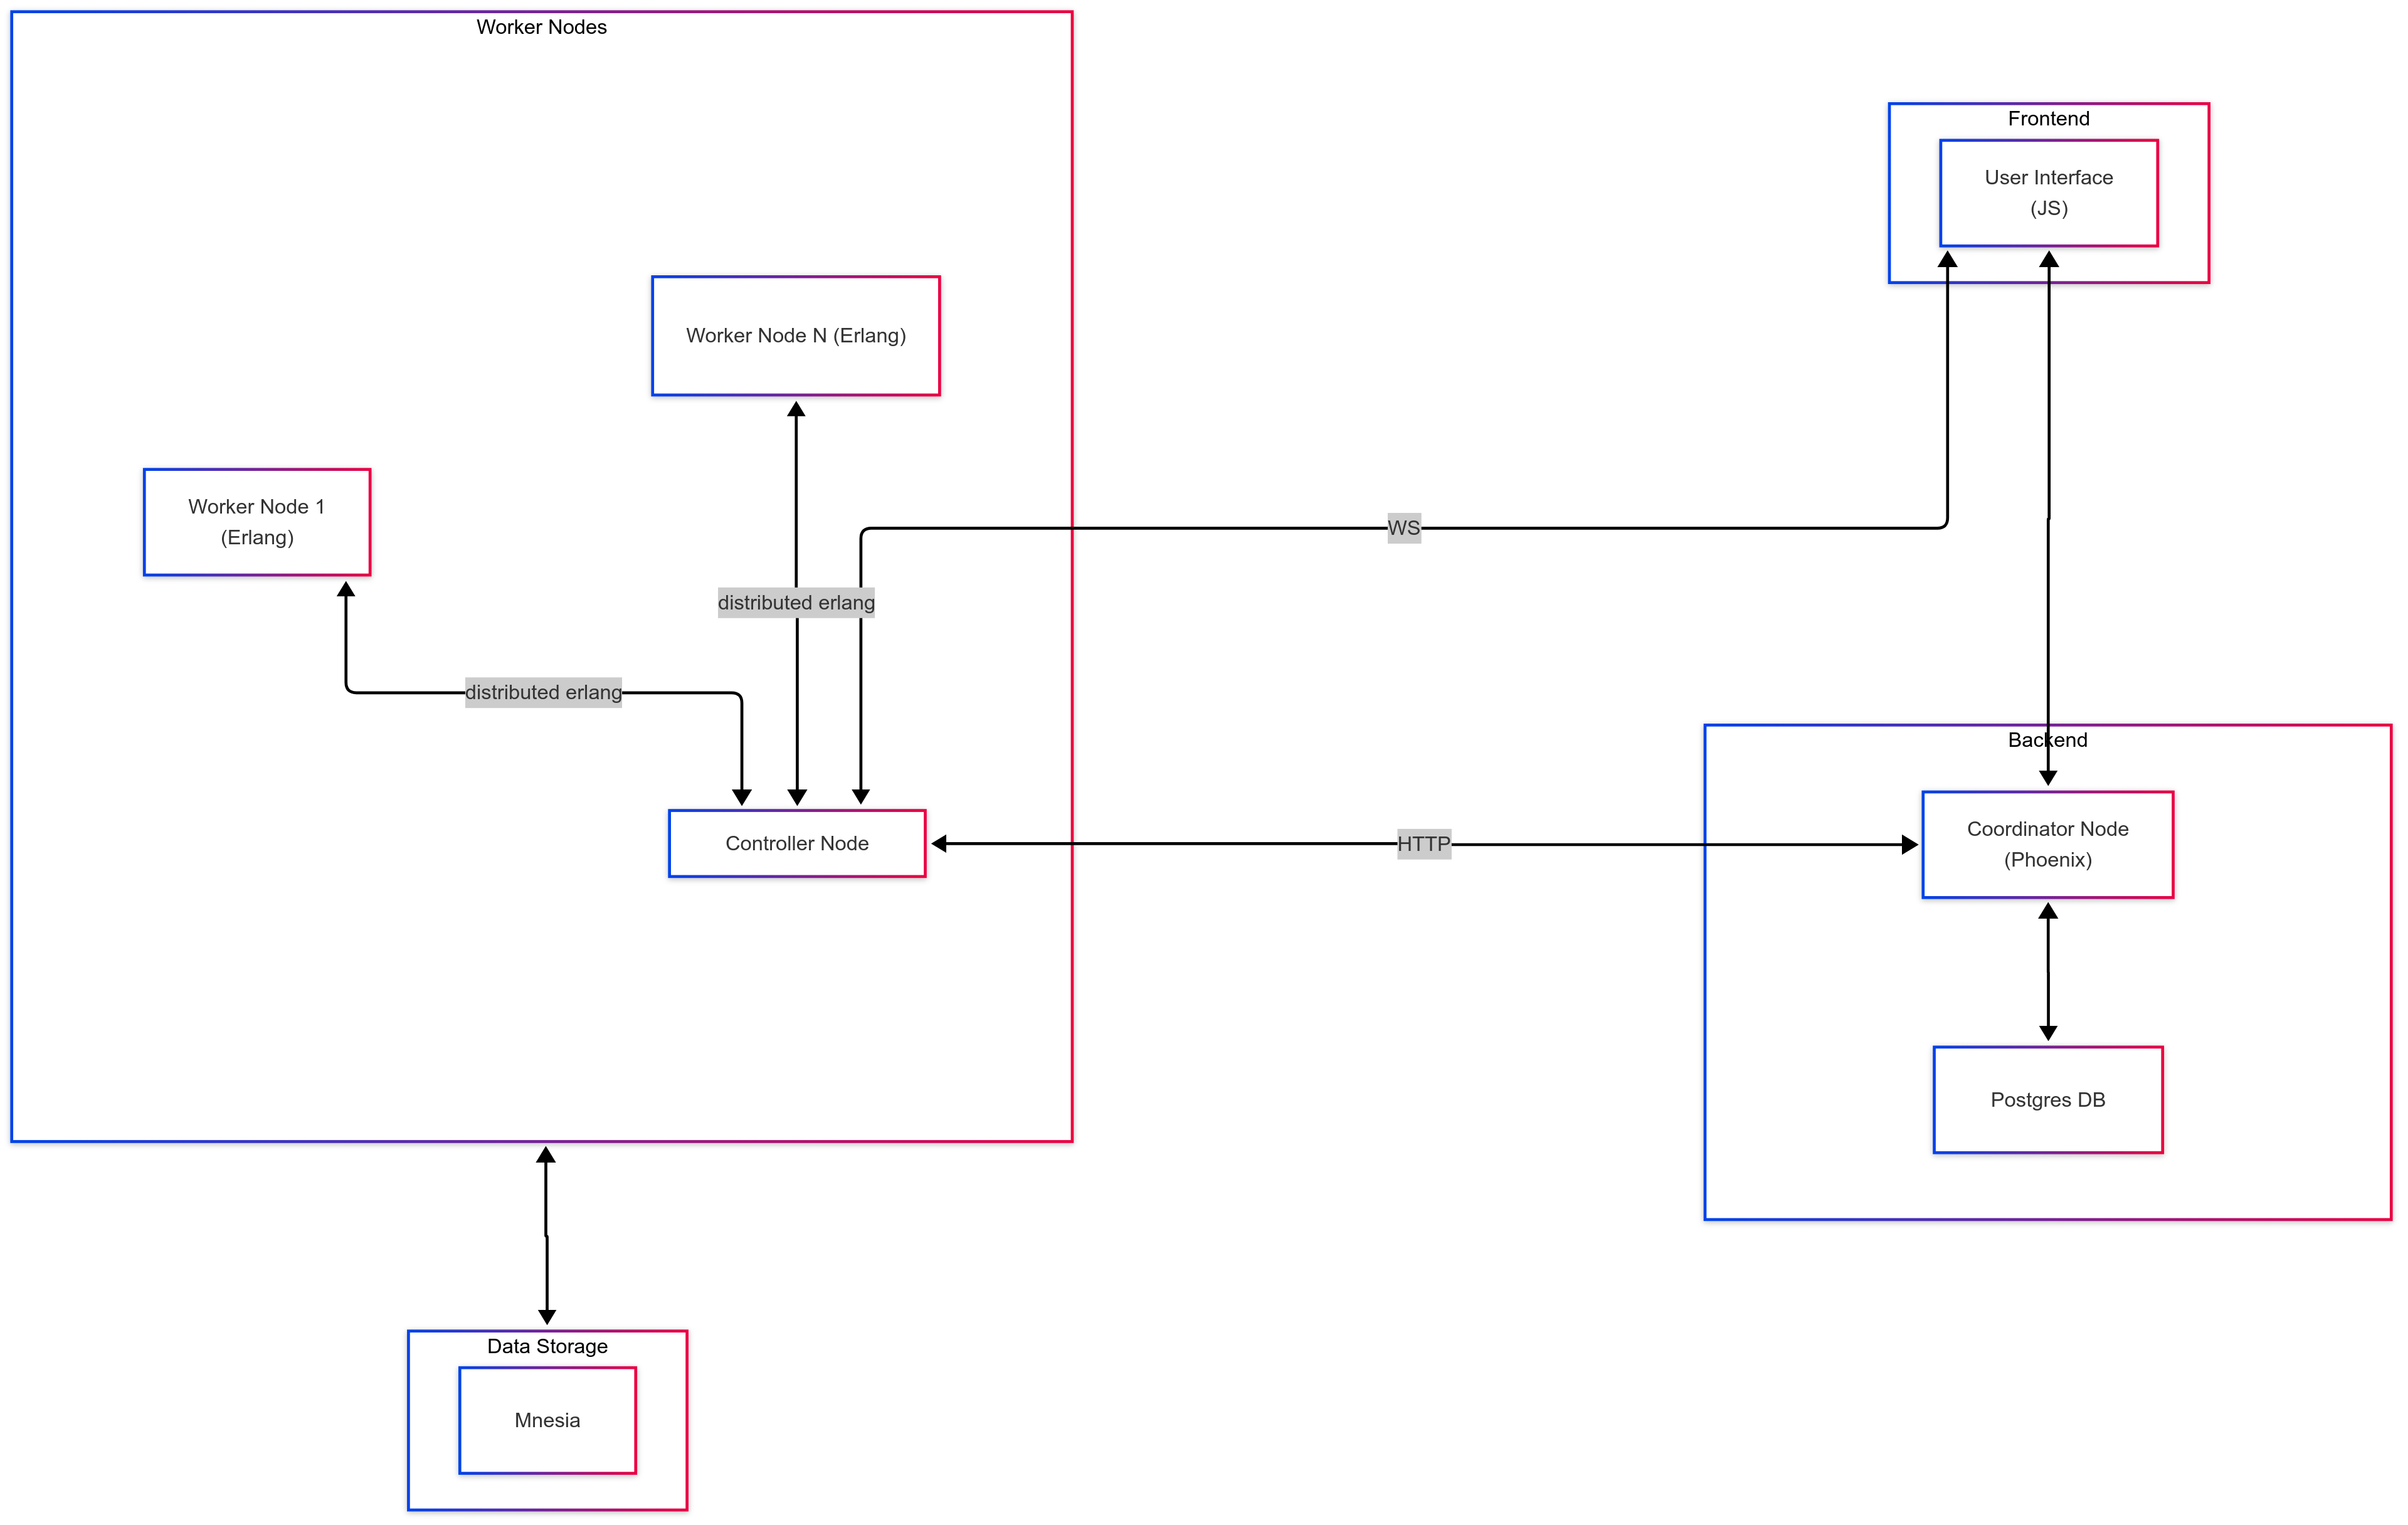 Worker Nodes
Frontend
User Interface
(JS)
Worker Node N (Erlang)
Worker Node 1
(Erlang)
WS
distributed erlang
distributed erlang
Backend
Controller Node
HTTP
Coordinator Node
(Phoenix)
Postgres DB
Data Storage
Mnesia